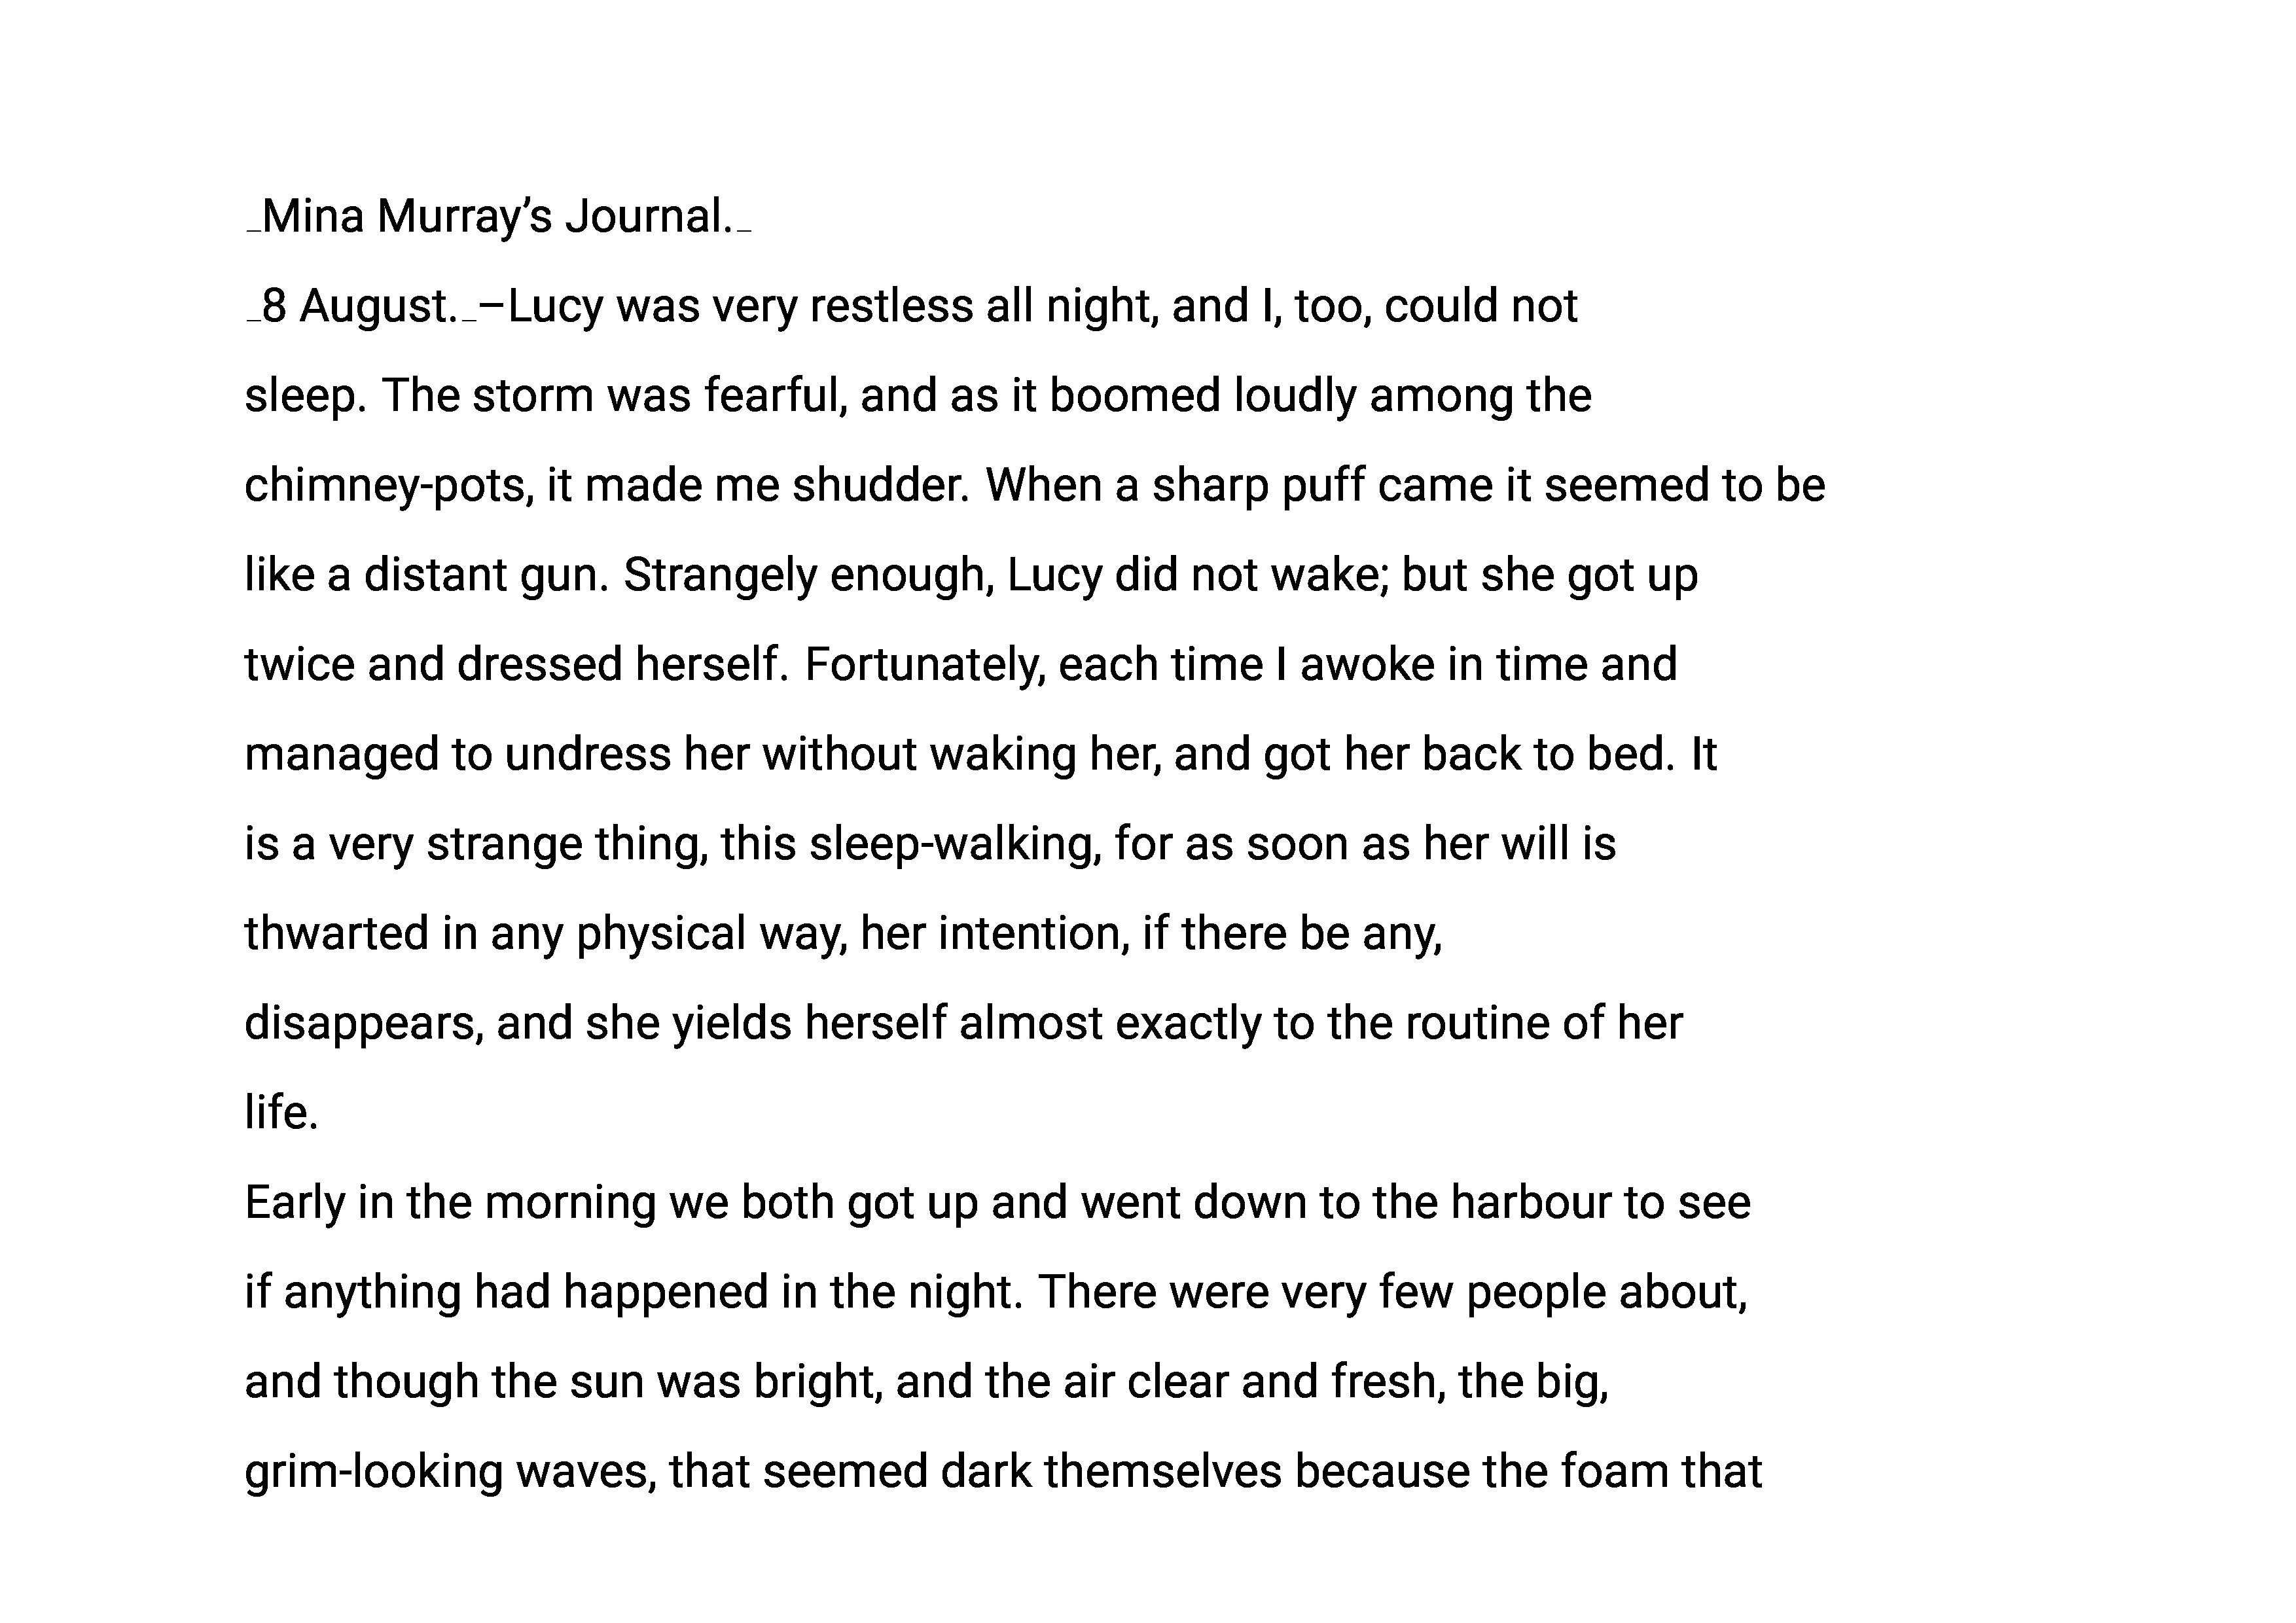 _Mina Murray’s Journal._
_8 August._–Lucy was very restless all night, and I, too, could not
sleep. The storm was fearful, and as it boomed loudly among the
chimney-pots, it made me shudder. When a sharp puff came it seemed to be
like a distant gun. Strangely enough, Lucy did not wake; but she got up
twice and dressed herself. Fortunately, each time I awoke in time and
managed to undress her without waking her, and got her back to bed. It
is a very strange thing, this sleep-walking, for as soon as her will is
thwarted in any physical way, her intention, if there be any,
disappears, and she yields herself almost exactly to the routine of her
life.
Early in the morning we both got up and went down to the harbour to see
if anything had happened in the night. There were very few people about,
and though the sun was bright, and the air clear and fresh, the big,
grim-looking waves, that seemed dark themselves because the foam that